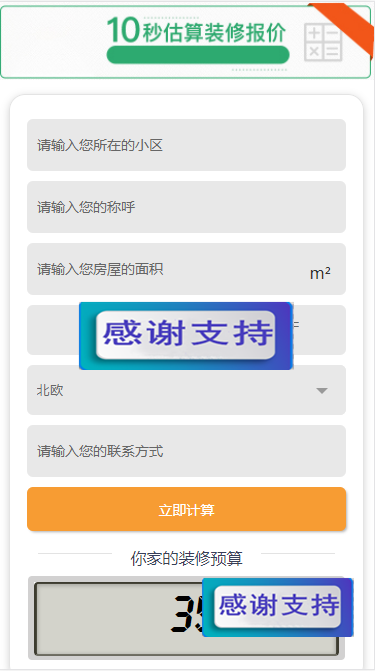 10秒估算装修报价
请输入您所在的小区
请输入您的称呼
请输入您房屋的面积
m²
感谢支持
北欧
请输入您的联系方式
立即计算
你家的装修预算
感谢支持